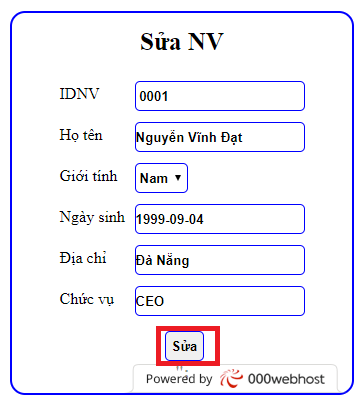 Sửa NV
IDNV 0001
Họ tên Nguyễn Vĩnh Đạt
Giới tính Nam
Ngày sinh 1999-09-04
Địa chỉ Đà Nẵng
Chức vụ CEO
Sửa
Powered by 000webhost